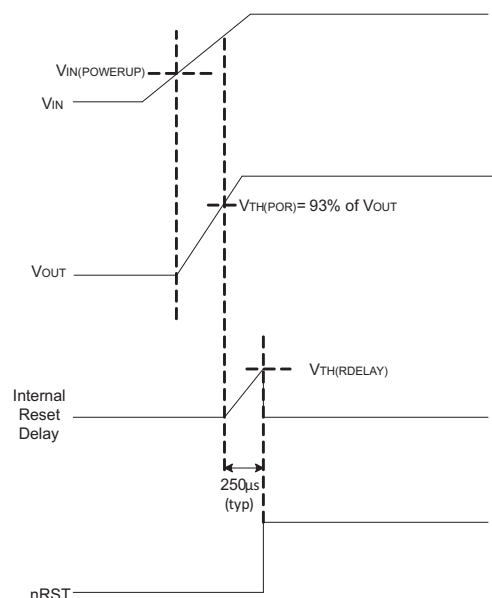 VIN(POWERUP)
VIN
VTH(POR)= 93% of VOUT
VOUT
VTH(RDELAY)
Internal
Reset
Delay
250µs
(typ)
nRST